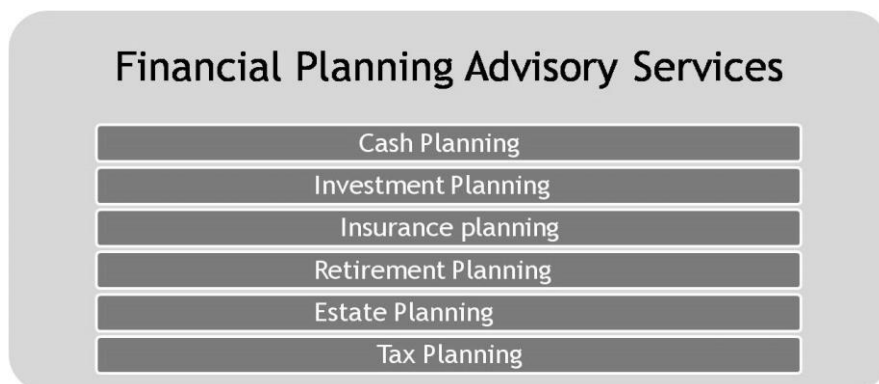 Financial Planning Advisory Services
Cash Planning
Investment Planning
Insurance planning
Retirement Planning
Estate Planning
Tax Planning